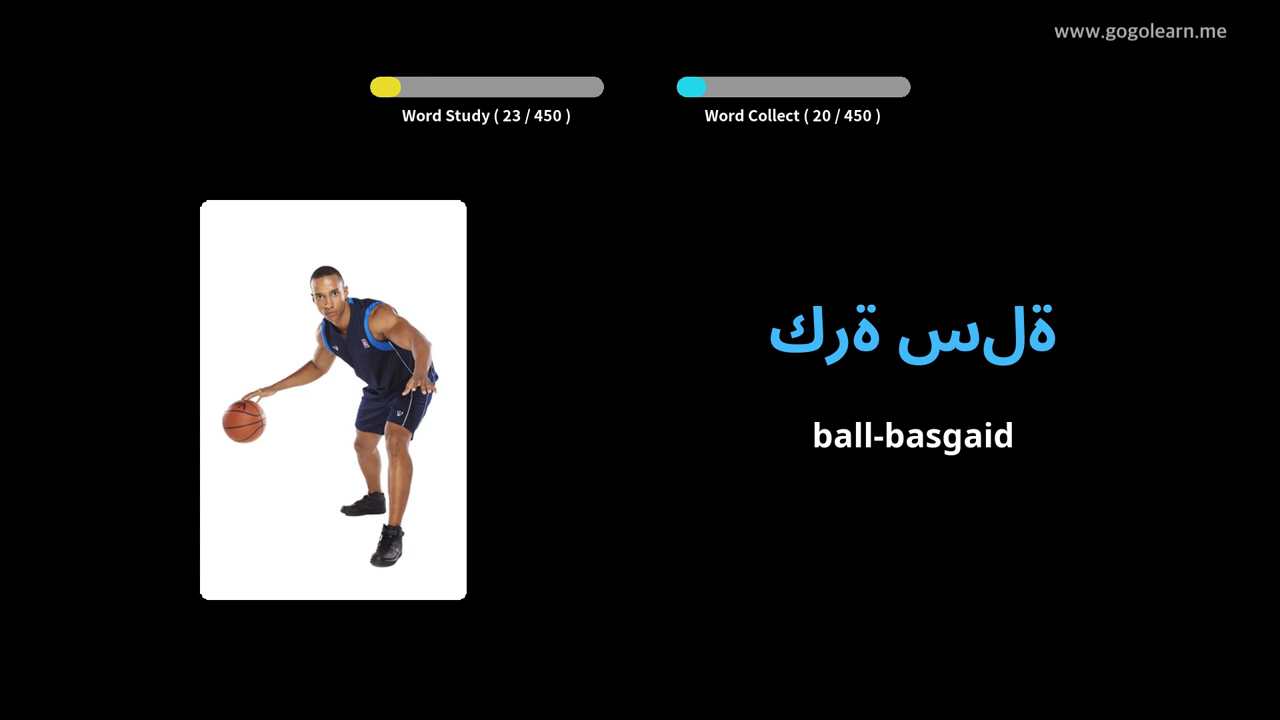 www.gogolearn.me
Word Study ( 23 / 450 )
Word Collect ( 20 / 450 )
كرة سلة
ball-basgaid